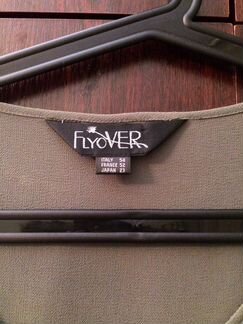 FLYOVER
ITALY 54
FRANCE 52
JAPAN 23